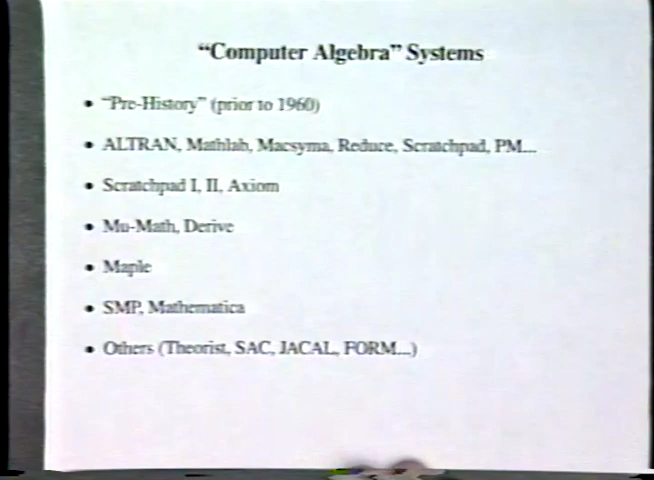 “Computer Algebra” Systems
• “Pre-History” (prior to 1960)
• ALTRAN, Mathlab, Macsyma, Reduce, Scratchpad, PM...
• Scratchpad I, II, Axiom
• Mu-Math, Derive
• Maple
• SMP, Mathematica
• Others (Theorist, SAC, JACAL, FORM...)